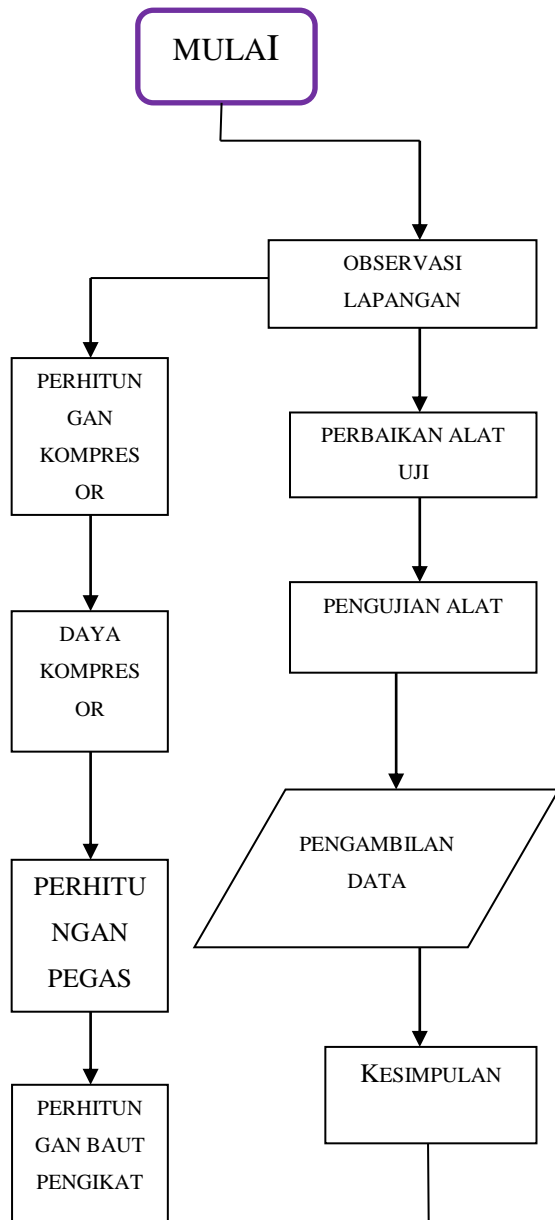 MULAI
OBSERVASI
LAPANGAN
PERHITUN
GAN
KOMPRES
OR
PERBAIKAN ALAT
UJI
PENGUJIAN ALAT
DAYA
KOMPRES
OR
PENGAMBILAN
DATA
PERHITU
NGAN
PEGAS
KESIMPULAN
PERHITUN
GAN BAUT
PENGIKAT